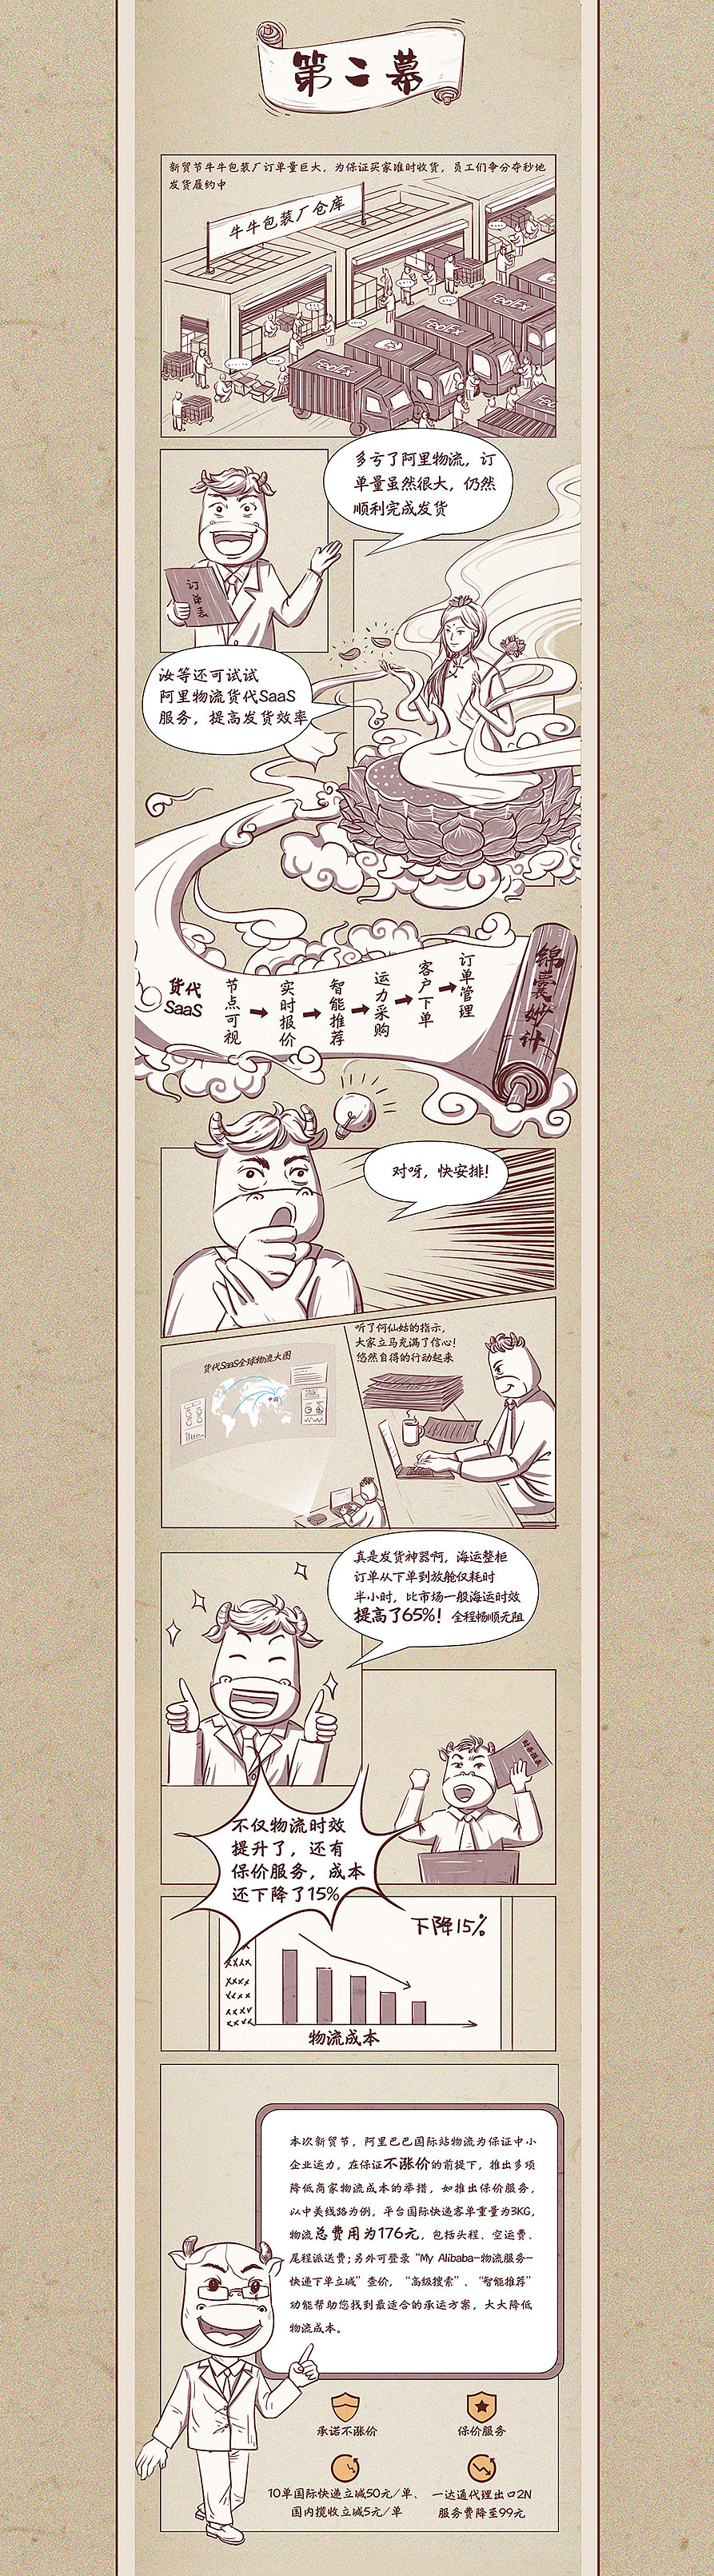 第二幕
新贸节牛牛包装厂订单量巨大，为保证买家准时收货，员工们争分夺秒地
发货履约中
牛牛包装厂仓库
FedEx
FedEx
FedEx
FedEx
多亏了阿里物流，订
单量虽然很大，仍然
顺利完成发货
订单表
汝等还可试试
阿里物流货代SaaS
服务，提高发货效率
锦囊妙计
订单管理
客户下单
运力采购
智能推荐
实时报价
节点可视
货代
SaaS
对呀，快安排!
听了何仙姑的指示，
大家立马充满了信心!
悠然自得的行动起来
货代SaaS全球物流大图
中国
真是发货神器啊，海运整柜
订单从下单到放舱仅耗时
半小时，比市场一般海运时效
提高了65%！全程畅顺无阻
不仅物流时效
提升了，还有
保价服务，成本
还下降了15%
下降15%
xxxx
xxxx
xxxx
xxxx
xxxx
物流成本
本次新贸节，阿里巴巴国际站物流为保证中小
企业运力，在保证不涨价的前提下，推出多项
降低商家物流成本的举措，如推出保价服务，
以中美线路为例，平台国际快递客单重量为3KG，
物流总费用为176元，包括头程、空运费、
尾程派送费；另外可登录“My Alibaba-物流服务-
快递下单立减”查价，“高级搜索”、“智能推荐”
功能帮助您找到最适合的承运方案，大大降低
物流成本。
承诺不涨价
保价服务
10单国际快递立减50元/单、
国内揽收立减5元/单
一达通代理出口2N
服务费降至99元